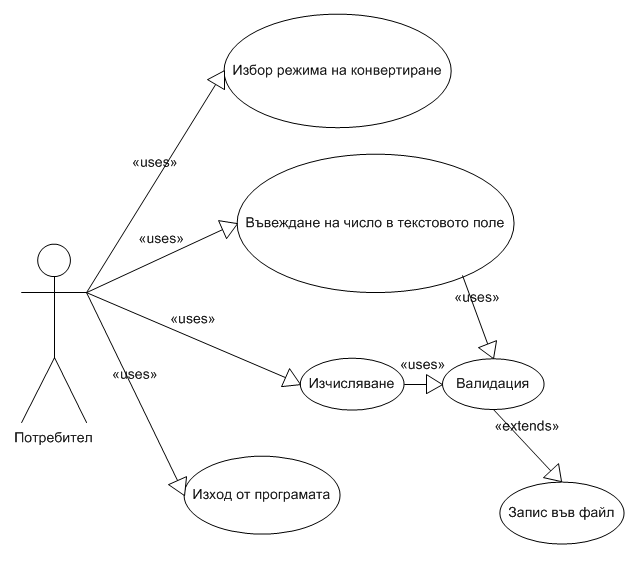 Избор режима на конвертиране
«uses»
Въвеждане на число в текстовото поле
«uses»
«uses»
«uses»
«uses»
Изчисляване
«uses»
Валидация
Потребител
«extends»
Изход от програмата
Запис във файл